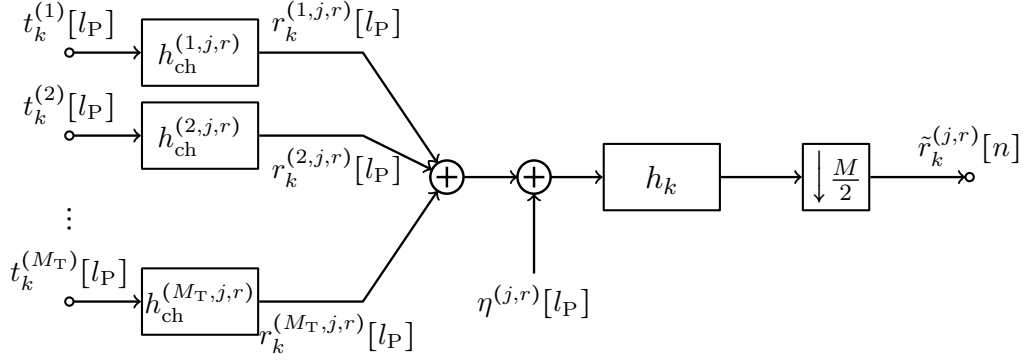 t_k^{(1)}[l_P]
h_ch^{(1,j,r)}
r_k^{(1,j,r)}[l_P]
t_k^{(2)}[l_P]
h_ch^{(2,j,r)}
r_k^{(2,j,r)}[l_P]
⋮
t_k^{(M_T)}[l_P]
h_ch^{(M_T,j,r)}
r_k^{(M_T,j,r)}[l_P]
+
+
η^{(j,r)}[l_P]
h_k
↓ M/2
r̃_k^{(j,r)}[n]